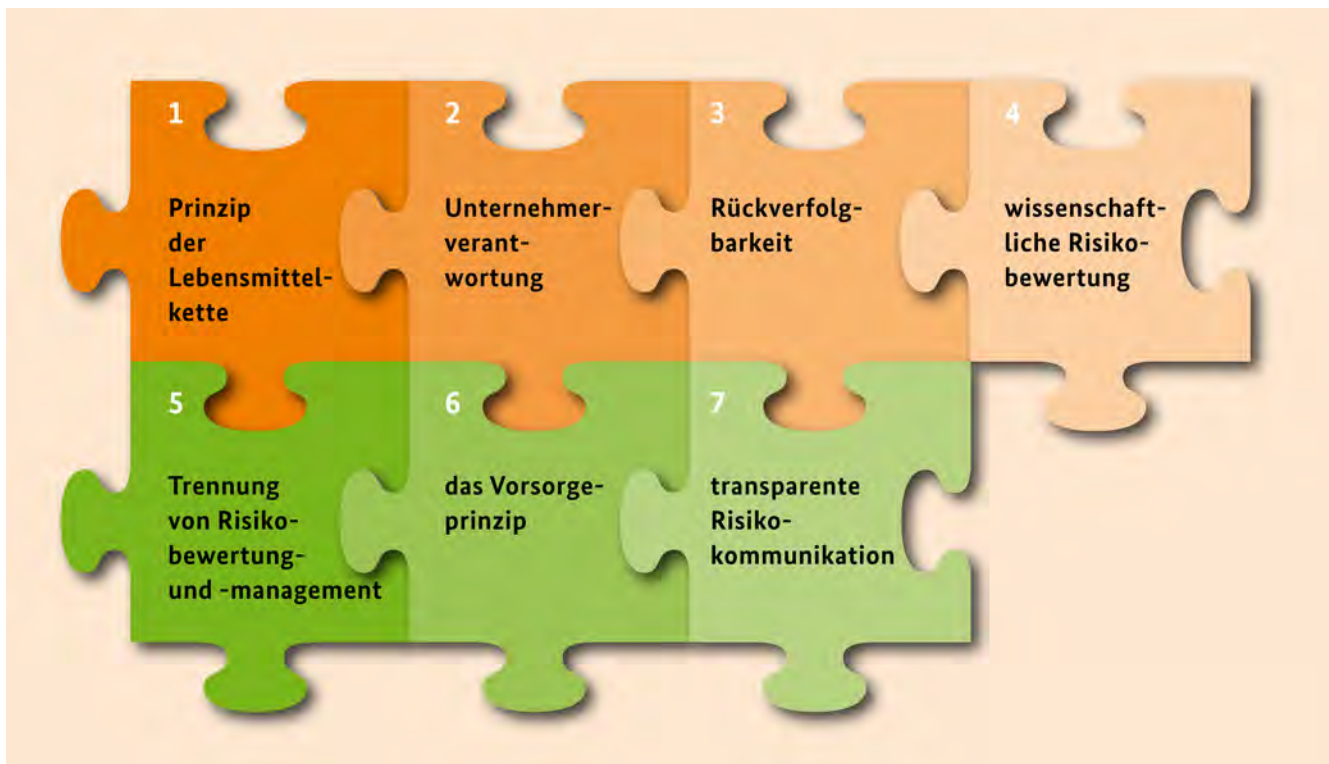 1
Prinzip
der
Lebensmittel-
kette
2
Unternehmer-
verant-
wortung
3
Rückverfolg-
barkeit
4
wissenschaft-
liche Risiko-
bewertung
5
Trennung
von Risiko-
bewertung-
und -management
6
das Vorsorge-
prinzip
7
transparente
Risiko-
kommunikation